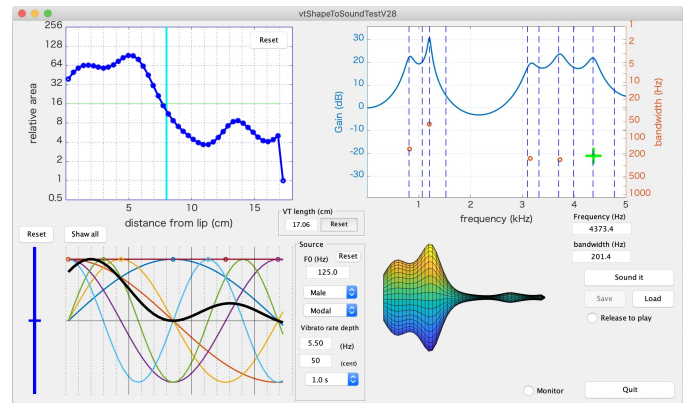 vtShapeToSoundTestV28
256
128
64
32
16
8
4
2
1
0.5
relative area
Reset
5
10
15
distance from lip (cm)
30
20
10
0
-10
-20
-30
Gain (dB)
1
2
5
10
20
50
100
200
500
1000
bandwidth (Hz)
0
1
2
3
4
5
frequency (kHz)
VT length (cm)
17.06
Reset
Reset
Shaw all
Source
F0 (Hz)
Reset
125.0
Male
Modal
Vibrato rate depth
5.50
(Hz)
50
(cent)
1.0 s
Frequency (Hz)
4373.4
bandwidth (Hz)
201.4
Sound it
Save
Load
Release to play
Monitor
Quit